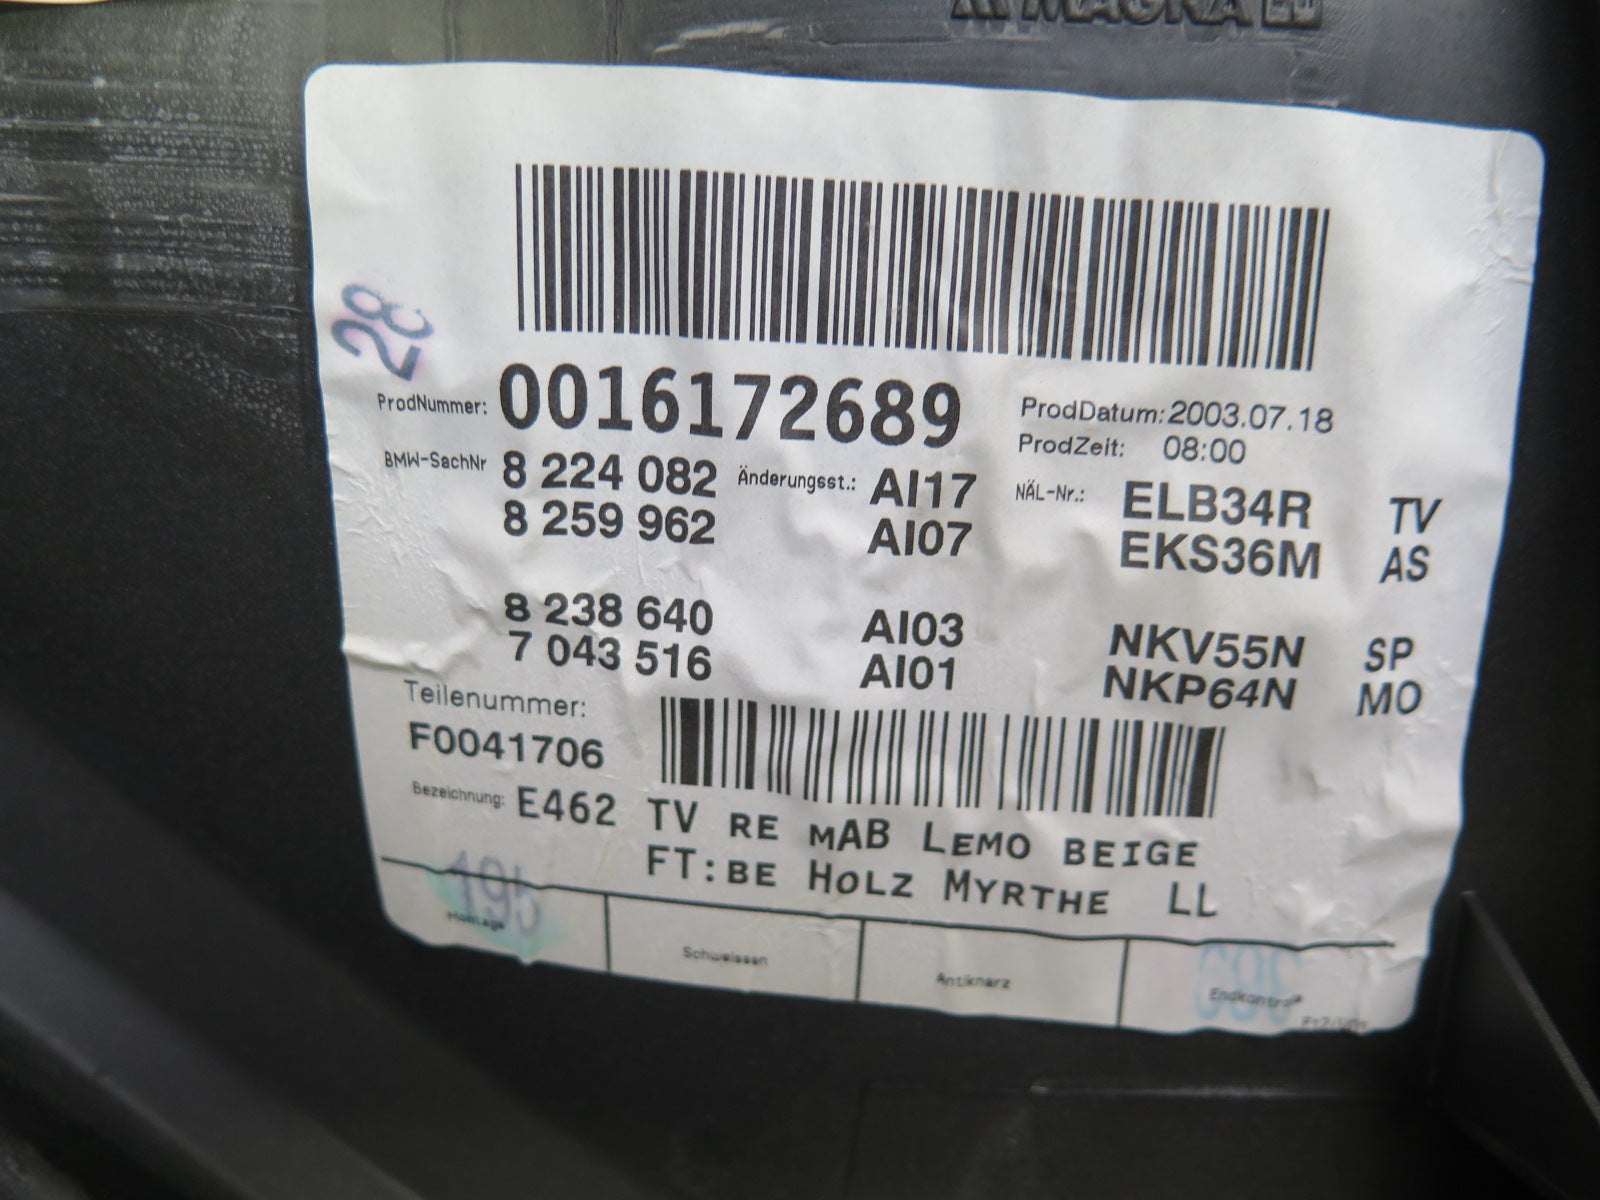 MAGNA
28
ProdNummer: 0016172689 ProdDatum: 2003.07.18
ProdZeit: 08:00
BMW-SachNr 8 224 082 Änderungsst.: AI17 NÄL-Nr.: ELB34R TV
8 259 962 AI07 EKS36M AS
8 238 640 AI03 NKV55N SP
7 043 516 AI01 NKP64N MO
Teilenummer:
F0041706
Bezeichnung: E462 TV RE MAB LEMO BEIGE
FT:BE HOLZ MYRTHE LL
Montage Schweissen Antiknarz Endkontrolle